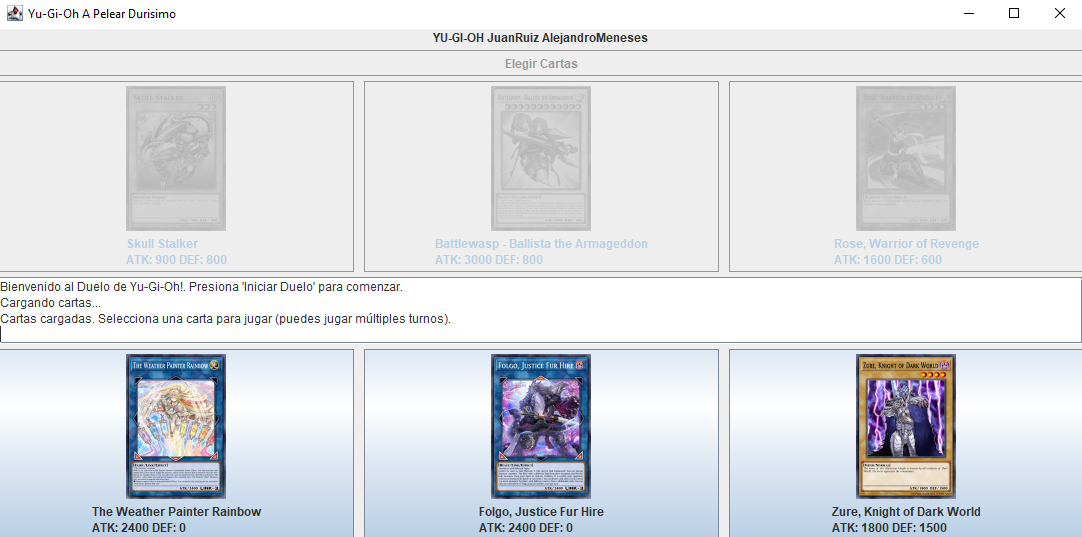 Yu-Gi-Oh A Pelear Durisimo
YU-GI-OH JuanRuiz AlejandroMeneses
Elegir Cartas
SKULL STALKER
ROSE, WARRIOR OF REVENGE
Skull Stalker
ATK: 900 DEF: 800
Battlewasp - Ballista the Armageddon
ATK: 3000 DEF: 800
Rose, Warrior of Revenge
ATK: 1600 DEF: 600
Bienvenido al Duelo de Yu-Gi-Oh!. Presiona 'Iniciar Duelo' para comenzar.
Cargando cartas...
Cartas cargadas. Selecciona una carta para jugar (puedes jugar múltiples turnos).
THE WEATHER PAINTER RAINBOW
FOLGO, JUSTICE FUR HIRE
ZURE, KNIGHT OF DARK WORLD
The Weather Painter Rainbow
ATK: 2400 DEF: 0
Folgo, Justice Fur Hire
ATK: 2400 DEF: 0
Zure, Knight of Dark World
ATK: 1800 DEF: 1500